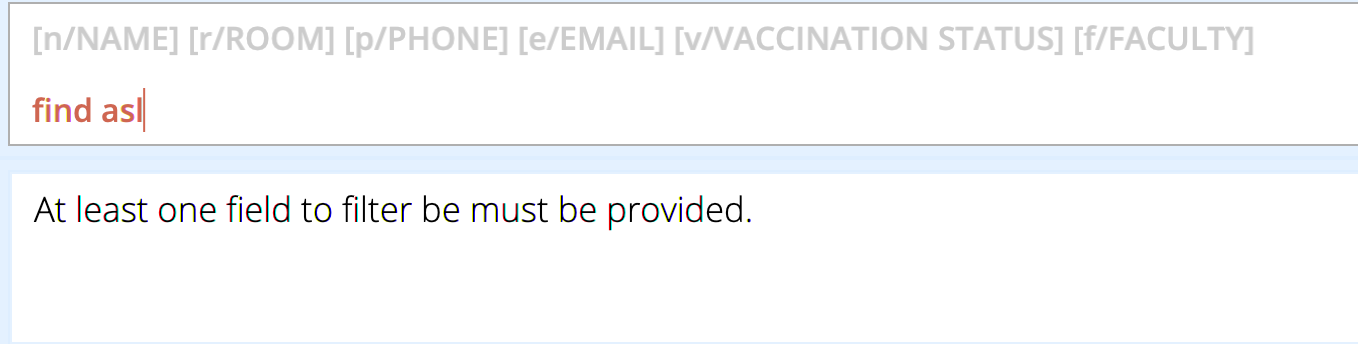 [n/NAME] [r/ROOM] [p/PHONE] [e/EMAIL] [v/VACCINATION STATUS] [f/FACULTY]
find asl
At least one field to filter be must be provided.